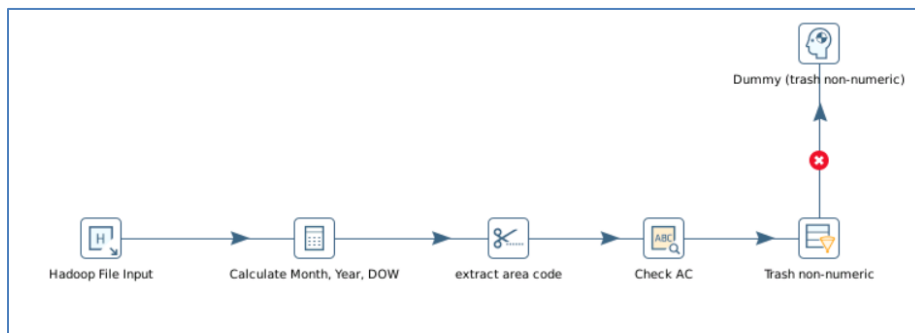 Dummy (trash non-numeric)
H
ABC
Hadoop File Input
Calculate Month, Year, DOW
extract area code
Check AC
Trash non-numeric